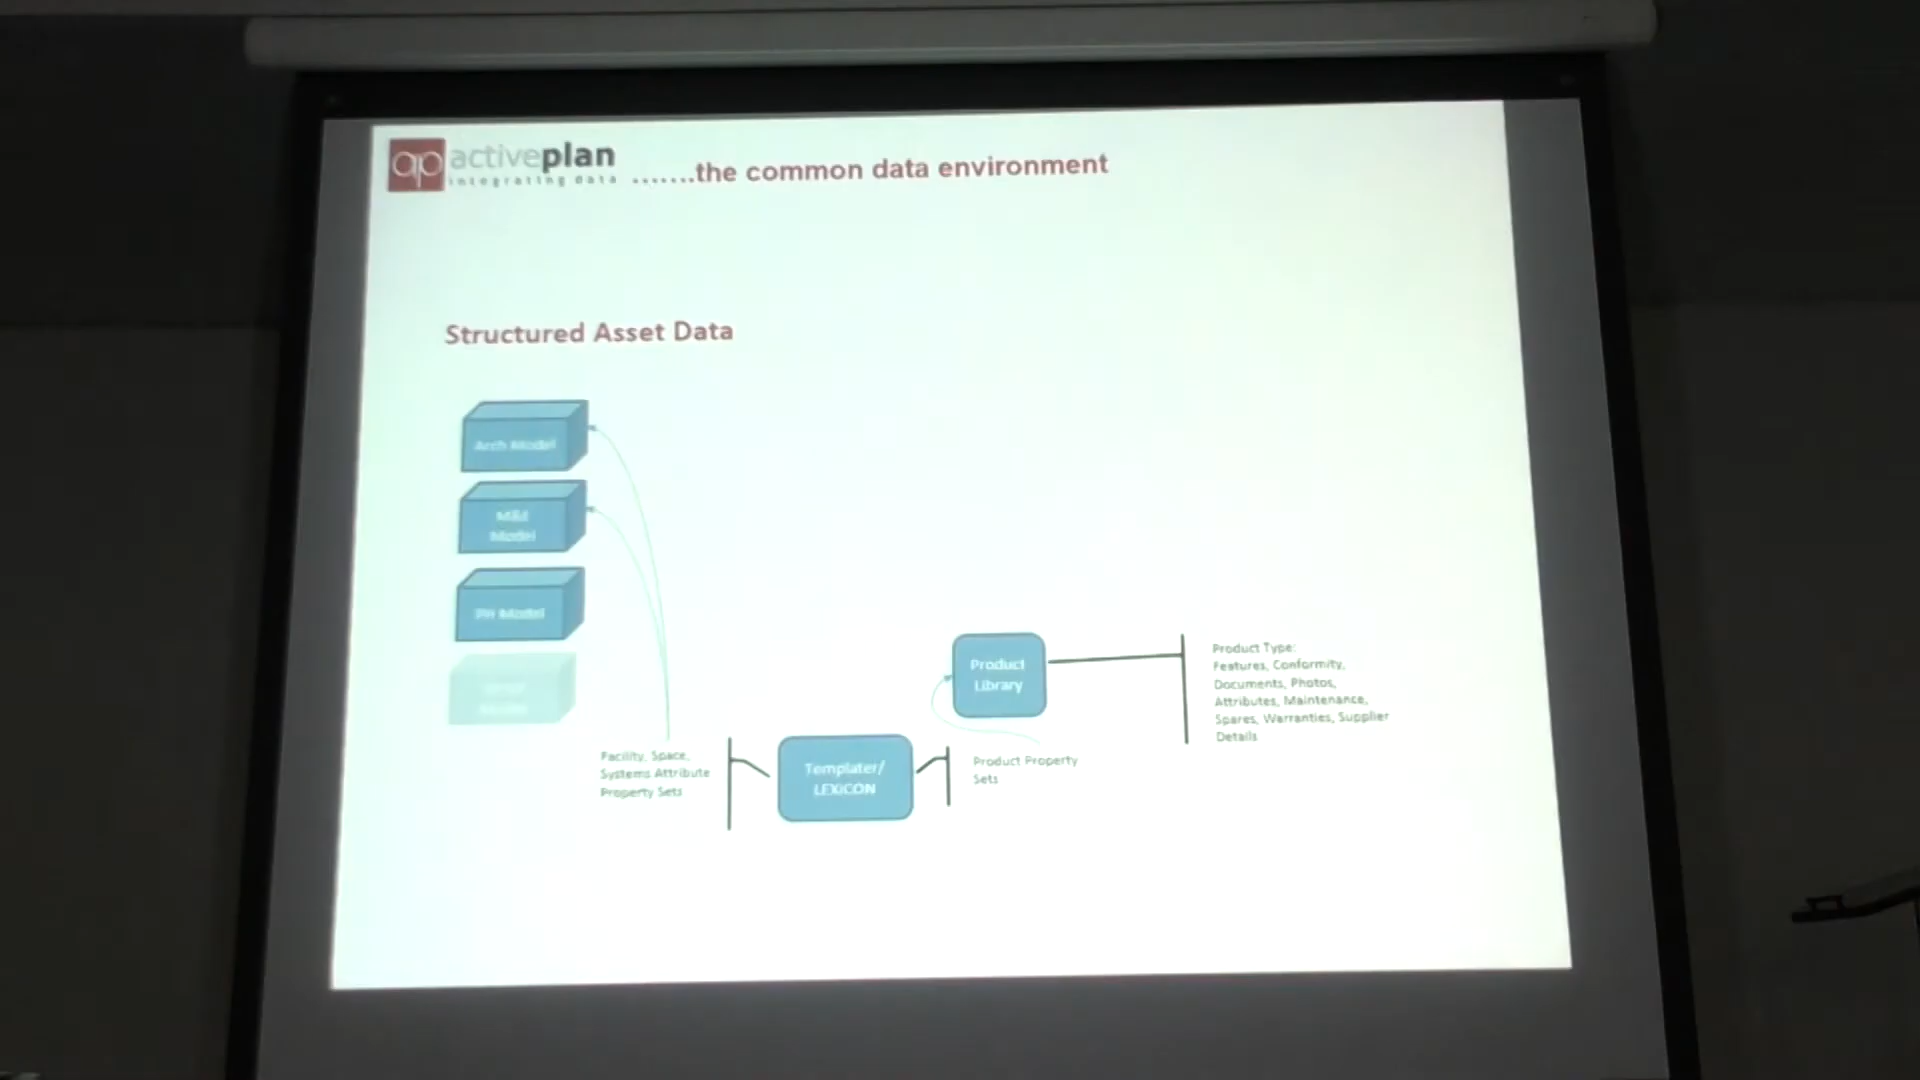 ap activeplan
integrating data
.......the common data environment
Structured Asset Data
Arch Model
M&E
Model
Model
Product
Library
Product Type:
Features, Conformity,
Documents, Photos,
Attributes, Maintenance,
Spares, Warranties, Supplier
Details
Facility, Space,
Systems Attribute
Property Sets
Templater/
LEXiCON
Product Property
Sets